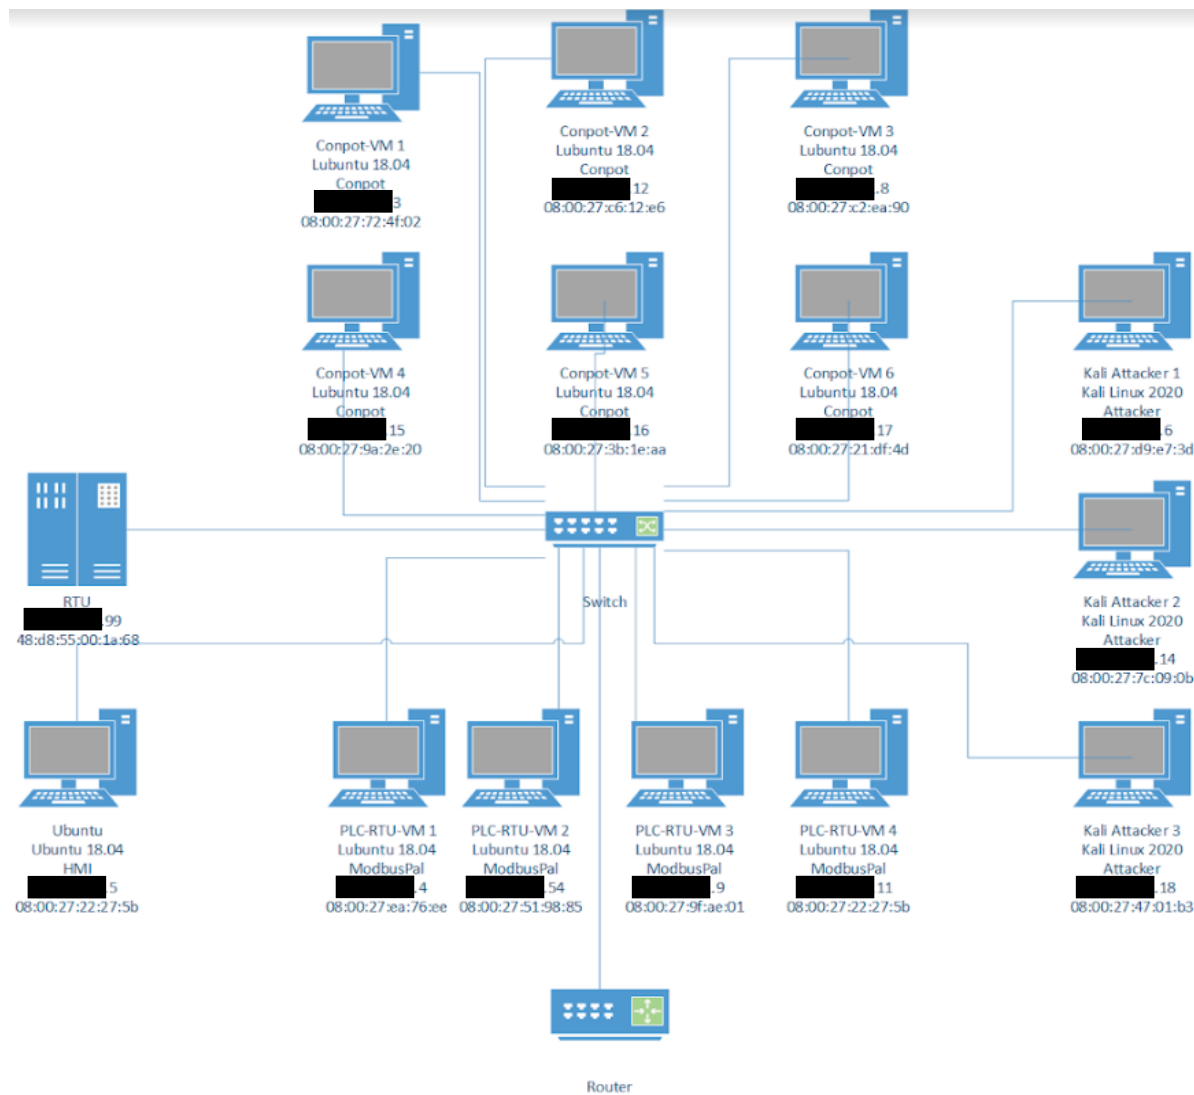 Conpot-VM 1
Lubuntu 18.04
Conpot
3
08:00:27:72:4f:02
Conpot-VM 2
Lubuntu 18.04
Conpot
.12
08:00:27:c6:12:e6
Conpot-VM 3
Lubuntu 18.04
Conpot
.8
08:00:27:c2:ea:90
Conpot-VM 4
Lubuntu 18.04
Conpot
.15
08:00:27:9a:2e:20
Conpot-VM 5
Lubuntu 18.04
Conpot
.16
08:00:27:3b:1e:aa
Conpot-VM 6
Lubuntu 18.04
Conpot
.17
08:00:27:21:df:4d
Kali Attacker 1
Kali Linux 2020
Attacker
.6
08:00:27:d9:e7:3d
RTU
.99
48:d8:55:00:1a:68
Switch
Kali Attacker 2
Kali Linux 2020
Attacker
.14
08:00:27:7c:09:0b
Ubuntu
Ubuntu 18.04
HMI
.5
08:00:27:22:27:5b
PLC-RTU-VM 1
Lubuntu 18.04
ModbusPal
.4
08:00:27:ea:76:ee
PLC-RTU-VM 2
Lubuntu 18.04
ModbusPal
.54
08:00:27:51:98:85
PLC-RTU-VM 3
Lubuntu 18.04
ModbusPal
.9
08:00:27:9f:ae:01
PLC-RTU-VM 4
Lubuntu 18.04
ModbusPal
11
08:00:27:22:27:5b
Kali Attacker 3
Kali Linux 2020
Attacker
.18
08:00:27:47:01:b3
Router